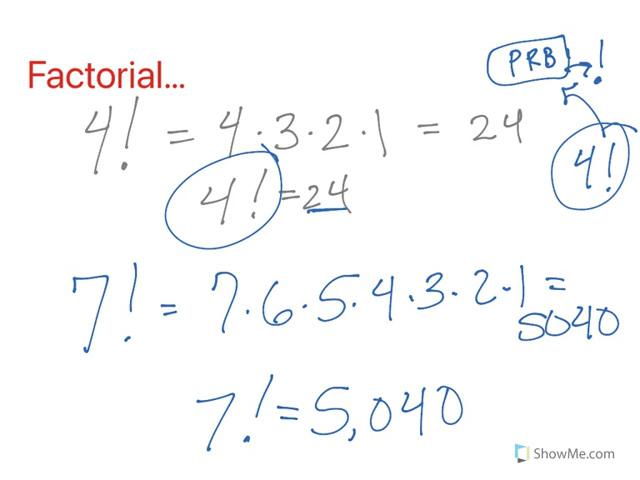 Factorial...
PRB → !
4! = 4·3·2·1 = 24
4!
4! = 24
7! = 7·6·5·4·3·2·1 =
5040
7! = 5,040
ShowMe.com